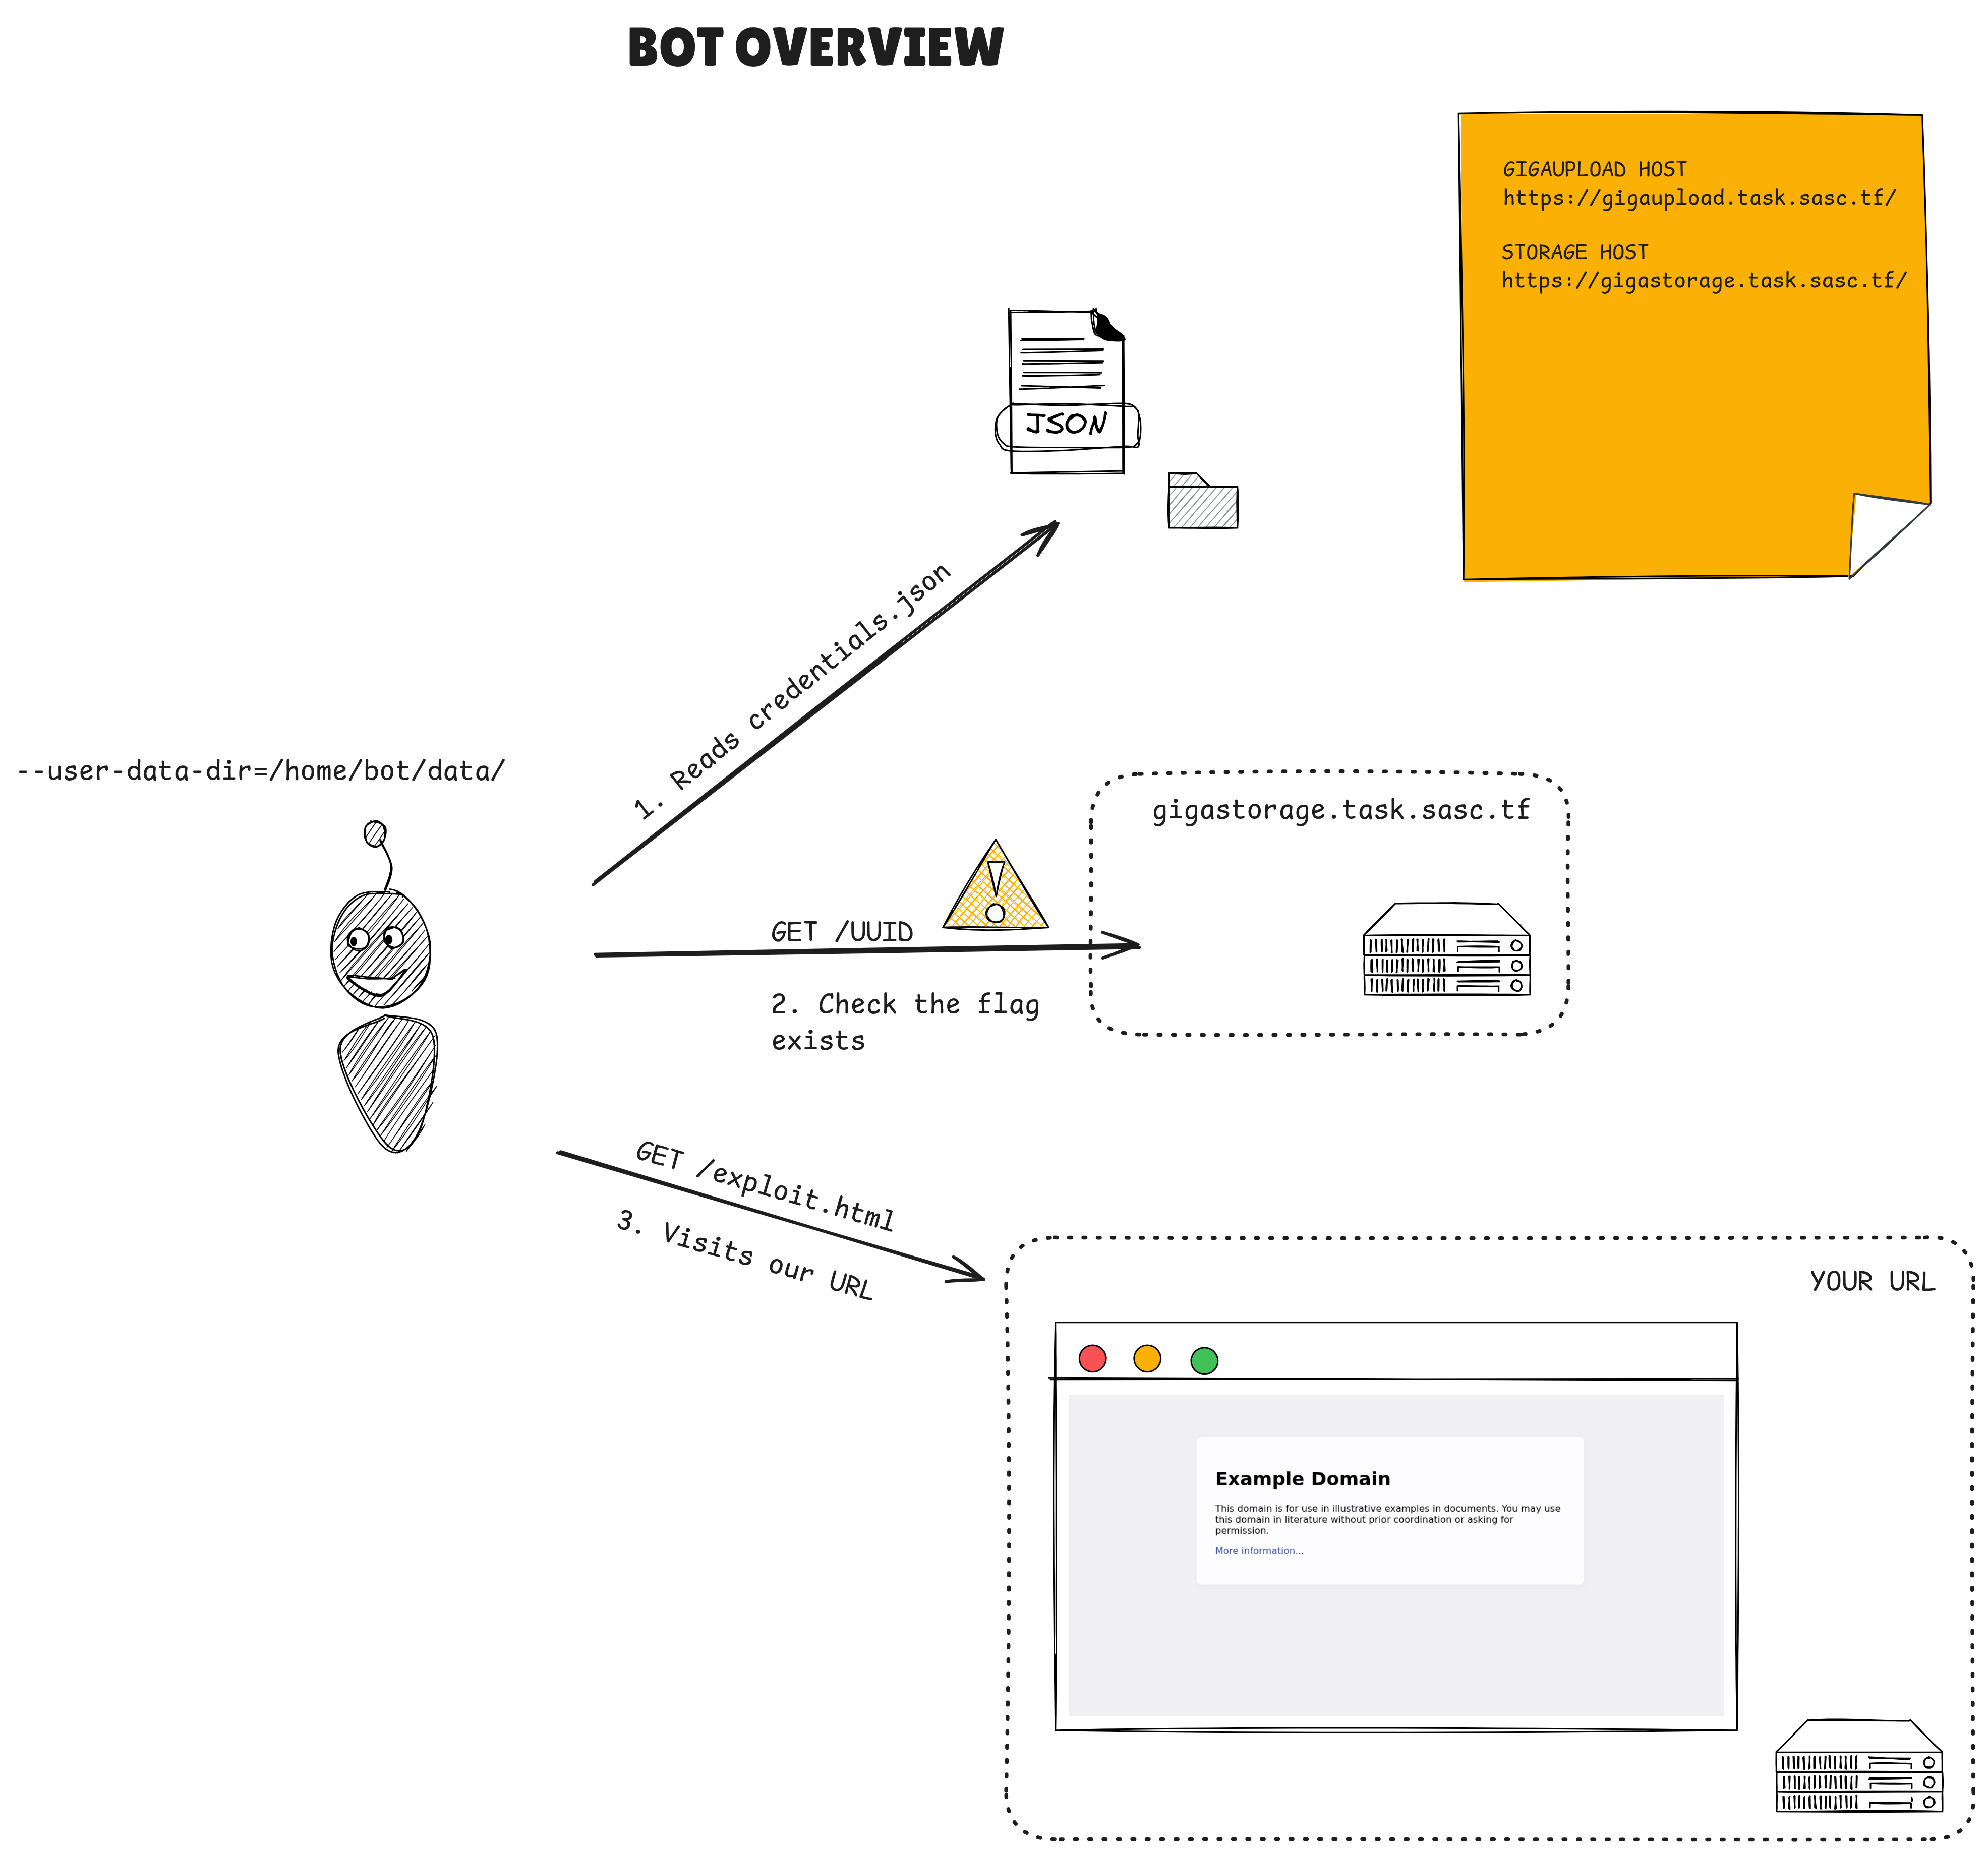 BOT OVERVIEW
GIGAUPLOAD HOST
https://gigaupload.task.sasc.tf/
STORAGE HOST
https://gigastorage.task.sasc.tf/
JSON
1. Reads credentials.json
--user-data-dir=/home/bot/data/
gigastorage.task.sasc.tf
GET /UUID
2. Check the flag
exists
GET /exploit.html
3. Visits our URL
YOUR URL
Example Domain
This domain is for use in illustrative examples in documents. You may use
this domain in literature without prior coordination or asking for
permission.
More information...